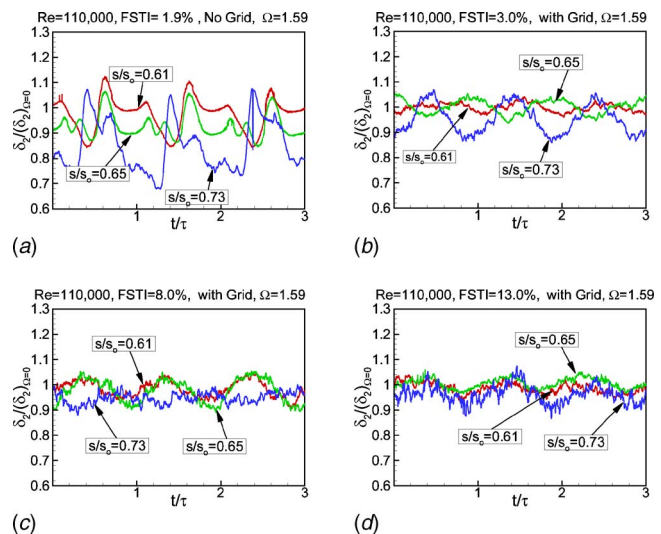 Re=110,000, FSTI= 1.9% , No Grid, Ω=1.59
δ₂/(δ₂)Ω=0
1.3
1.2
1.1
1
0.9
0.8
0.7
0.6
s/sₒ=0.61
s/sₒ=0.65
s/sₒ=0.73
1
2
3
t/τ
(a)
Re=110,000, FSTI=3.0%, with Grid, Ω=1.59
δ₂/(δ₂)Ω=0
1.3
1.2
1.1
1
0.9
0.8
0.7
0.6
s/sₒ=0.65
s/sₒ=0.61
s/sₒ=0.73
1
2
3
t/τ
(b)
Re=110,000, FSTI=8.0%, with Grid, Ω=1.59
δ₂/(δ₂)Ω=0
1.3
1.2
1.1
1
0.9
0.8
0.7
0.6
s/sₒ=0.61
s/sₒ=0.73
s/sₒ=0.65
1
2
3
t/τ
(c)
Re=110,000, FSTI=13.0%, with Grid, Ω=1.59
δ₂/(δ₂)Ω=0
1.3
1.2
1.1
1
0.9
0.8
0.7
0.6
s/sₒ=0.65
s/sₒ=0.61
s/sₒ=0.73
1
2
3
t/τ
(d)